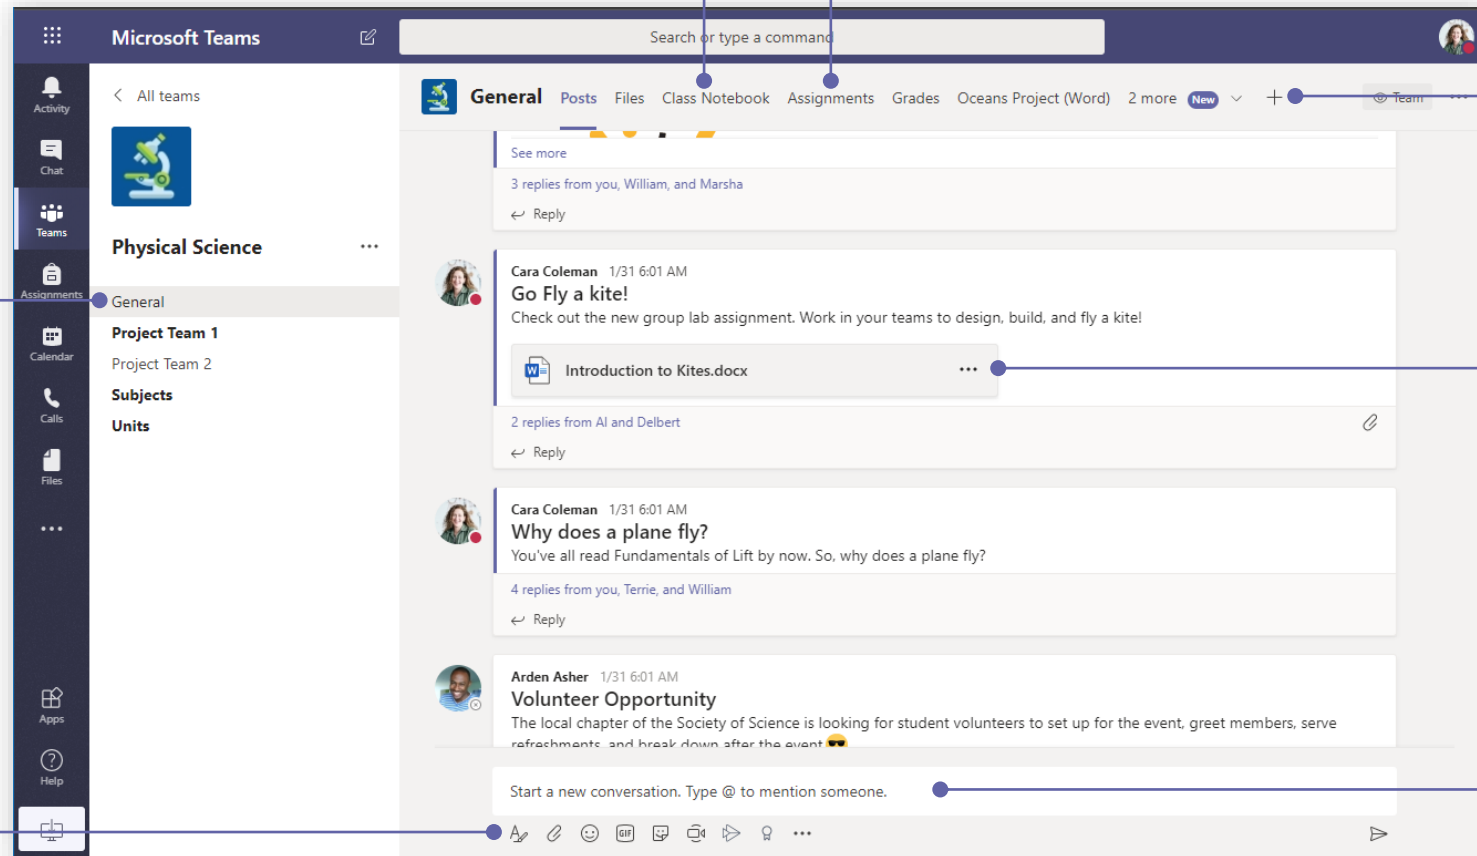 Microsoft Teams
Search or type a command
Activity
Chat
Teams
Assignments
Calendar
Calls
Files
Apps
Help
All teams
Physical Science
General
Project Team 1
Project Team 2
Subjects
Units
General Posts Files Class Notebook Assignments Grades Oceans Project (Word) 2 more New Team
See more
3 replies from you, William, and Marsha
Reply
Cara Coleman 1/31 6:01 AM
Go Fly a kite!
Check out the new group lab assignment. Work in your teams to design, build, and fly a kite!
Introduction to Kites.docx
2 replies from Al and Delbert
Reply
Cara Coleman 1/31 6:01 AM
Why does a plane fly?
You've all read Fundamentals of Lift by now. So, why does a plane fly?
4 replies from you, Terrie, and William
Reply
Arden Asher 1/31 6:01 AM
Volunteer Opportunity
The local chapter of the Society of Science is looking for student volunteers to set up for the event, greet members, serve
refreshments, and break down after the event
Start a new conversation. Type @ to mention someone.
GIF